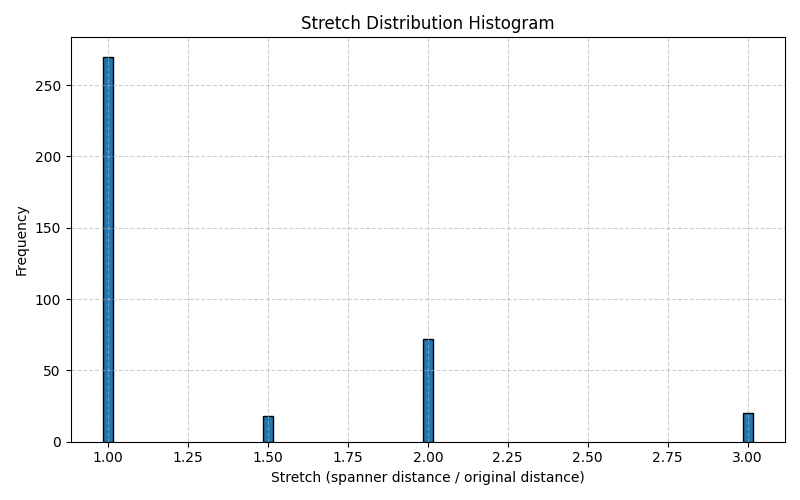 Stretch Distribution Histogram
Frequency
250
200
150
100
50
0
1.00 1.25 1.50 1.75 2.00 2.25 2.50 2.75 3.00
Stretch (spanner distance / original distance)